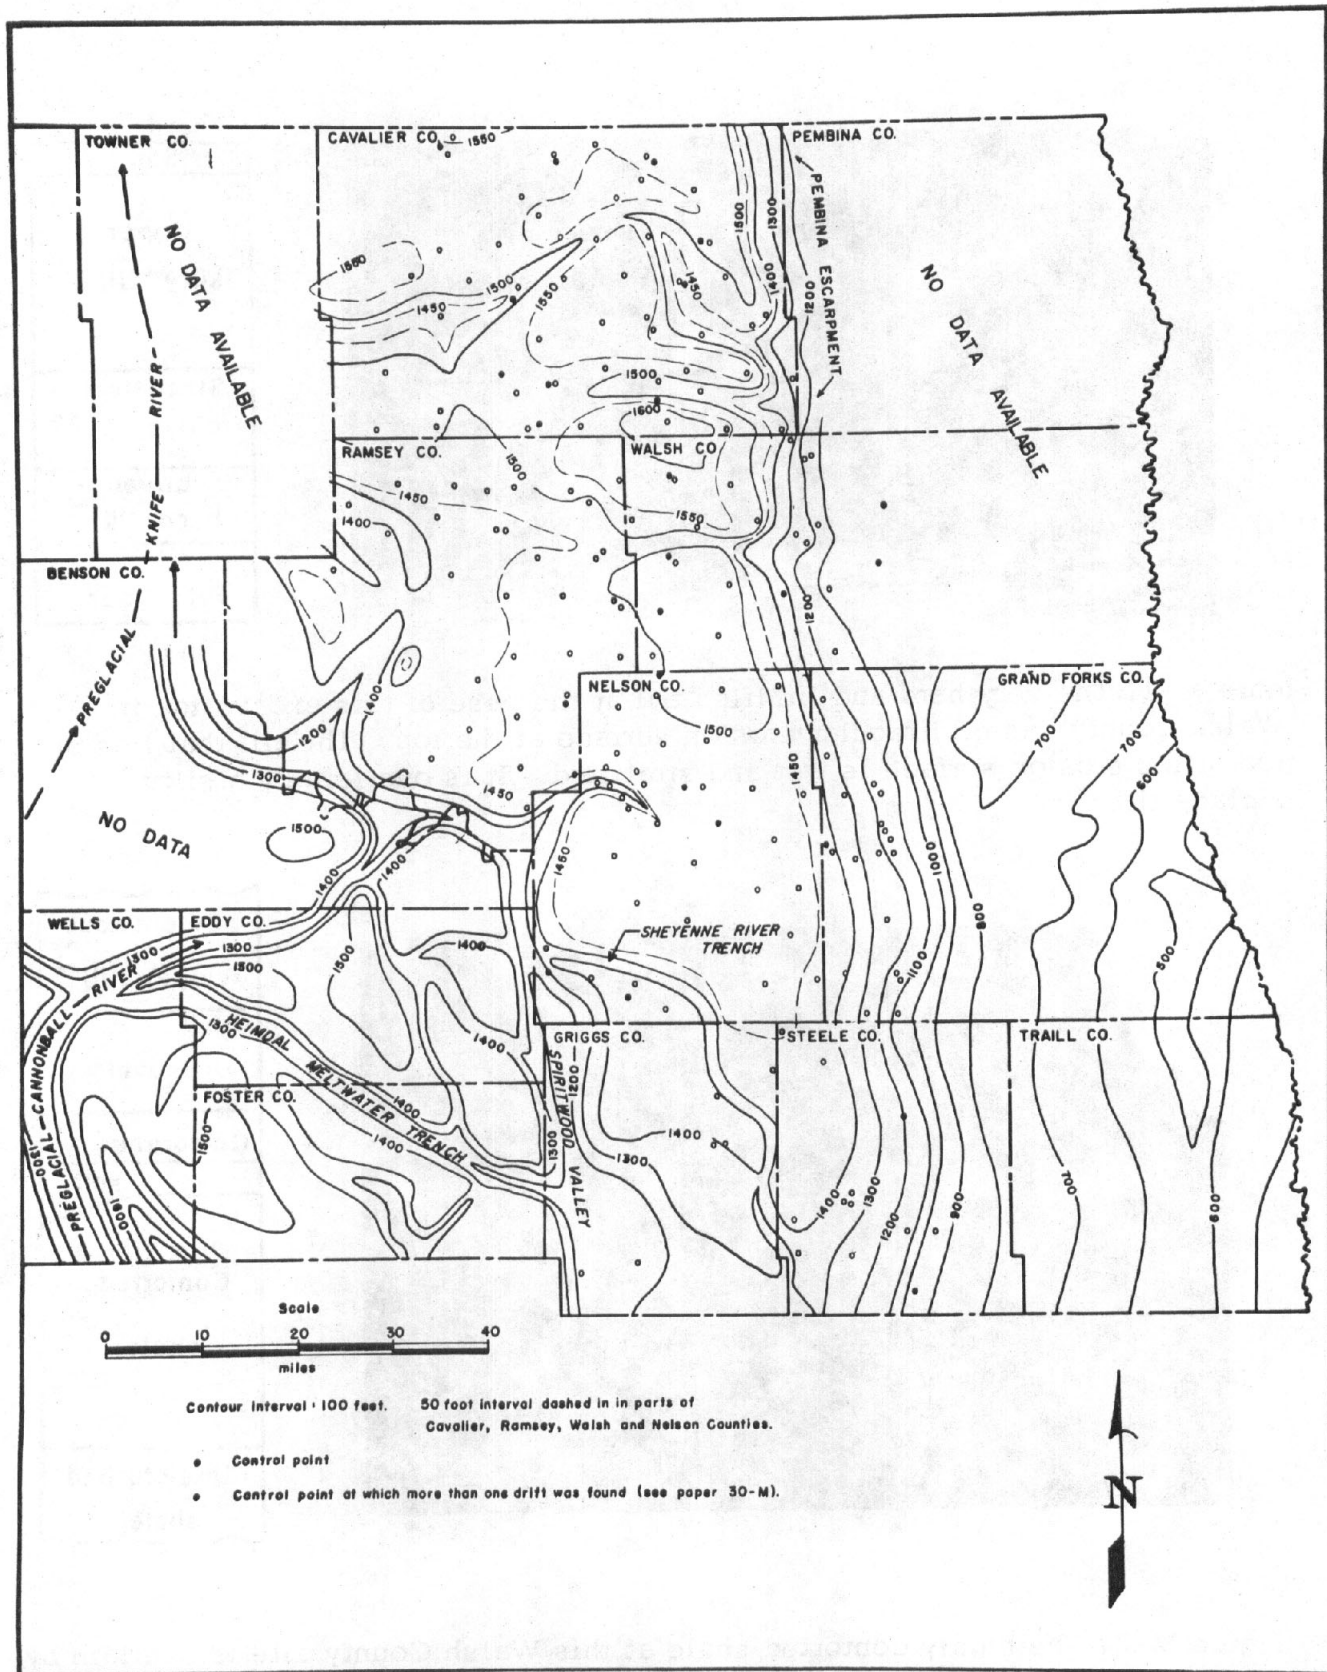 TOWNER CO.
CAVALIER CO.
1550
PEMBINA CO.
PEMBINA ESCARPMENT
NO DATA AVAILABLE
NO DATA AVAILABLE
1500
1300
1400
1200
1550
1450
1500
1550
1450
1500
1600
KNIFE RIVER
RAMSEY CO.
WALSH CO
1500
1450
1400
1550
1200
BENSON CO.
PREGLACIAL
1400
NELSON CO.
GRAND FORKS CO.
1200
1300
1450
1500
1450
700
700
600
NO DATA
1500
1400
1400
1450
1000
900
500
WELLS CO.
EDDY CO.
1300
1300
1500
1500
1400
SHEYENNE RIVER
TRENCH
1100
PREGLACIAL-CANNONBALL-RIVER
HEIMDAL MELTWATER TRENCH
1300
1400
1400
1400
FOSTER CO.
GRIGGS CO.
SPIRITWOOD VALLEY
1200
1300
1400
1300
STEELE CO.
TRAILL CO.
1500
1400
1300
1200
900
700
600
Scale
0 10 20 30 40
miles
Contour interval : 100 feet. 50 foot interval dashed in in parts of
Cavalier, Ramsey, Walsh and Nelson Counties.
Control point
Control point at which more than one drift was found (see paper 30-M).
N